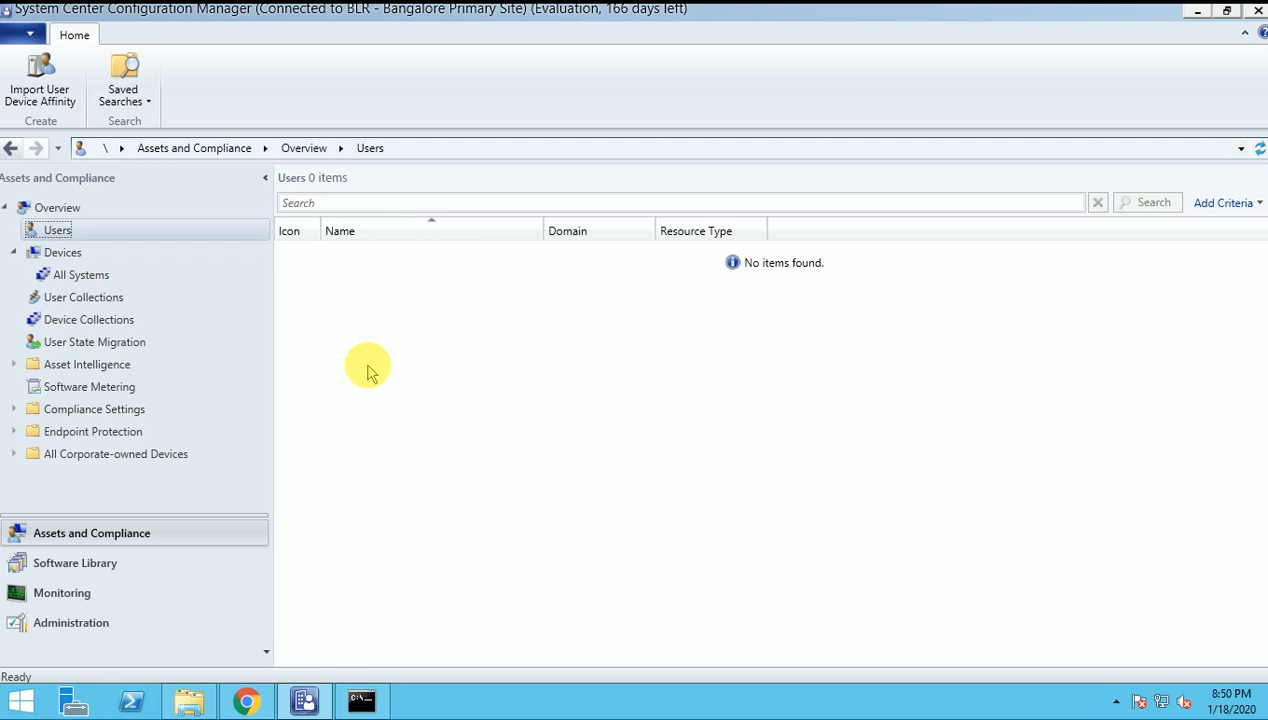 System Center Configuration Manager (Connected to BLR - Bangalore Primary Site) (Evaluation, 166 days left)
Home
Import User
Device Affinity
Saved
Searches
Create
Search
\ Assets and Compliance Overview Users
Assets and Compliance
Overview
Users
Devices
All Systems
User Collections
Device Collections
User State Migration
Asset Intelligence
Software Metering
Compliance Settings
Endpoint Protection
All Corporate-owned Devices
Assets and Compliance
Software Library
Monitoring
Administration
Users 0 items
Search
Search
Add Criteria
Icon Name Domain Resource Type
No items found.
Ready
8:50 PM
1/18/2020